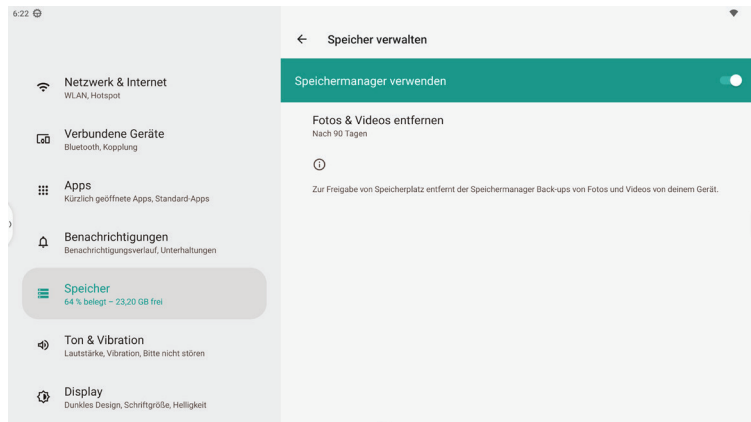 6:22
Speicher verwalten
Netzwerk & Internet
WLAN, Hotspot
Verbundene Geräte
Bluetooth, Kopplung
Apps
Kürzlich geöffnete Apps, Standard-Apps
Benachrichtigungen
Benachrichtigungsverlauf, Unterhaltungen
Speicher
64 % belegt – 23,20 GB frei
Ton & Vibration
Lautstärke, Vibration, Bitte nicht stören
Display
Dunkles Design, Schriftgröße, Helligkeit
Speichermanager verwenden
Fotos & Videos entfernen
Nach 90 Tagen
Zur Freigabe von Speicherplatz entfernt der Speichermanager Back-ups von Fotos und Videos von deinem Gerät.